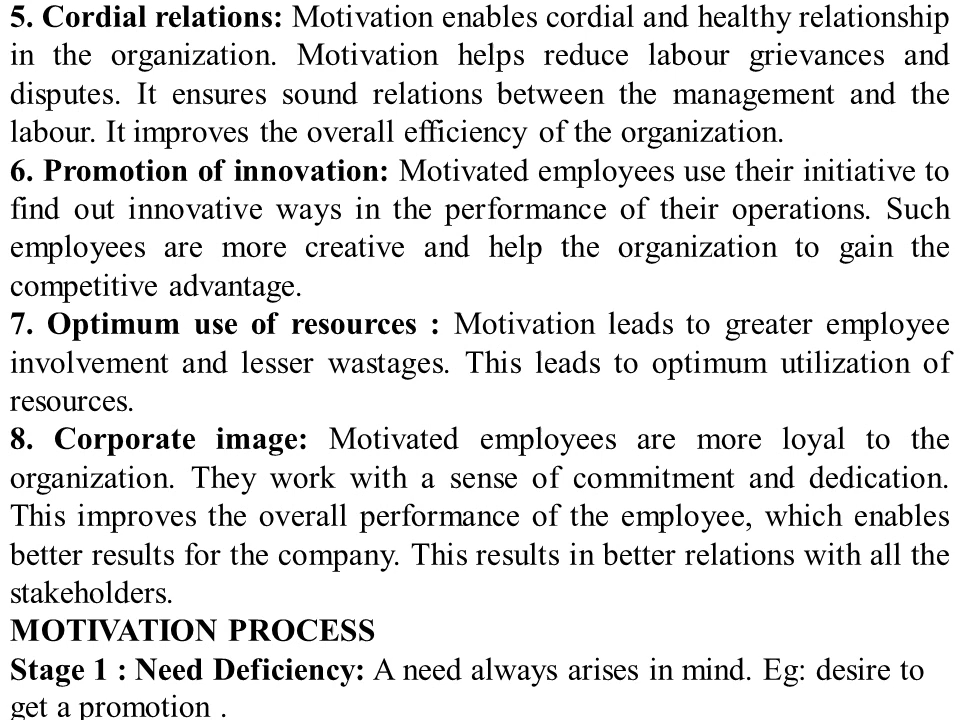 5. Cordial relations: Motivation enables cordial and healthy relationship
in the organization. Motivation helps reduce labour grievances and
disputes. It ensures sound relations between the management and the
labour. It improves the overall efficiency of the organization.
6. Promotion of innovation: Motivated employees use their initiative to
find out innovative ways in the performance of their operations. Such
employees are more creative and help the organization to gain the
competitive advantage.
7. Optimum use of resources : Motivation leads to greater employee
involvement and lesser wastages. This leads to optimum utilization of
resources.
8. Corporate image: Motivated employees are more loyal to the
organization. They work with a sense of commitment and dedication.
This improves the overall performance of the employee, which enables
better results for the company. This results in better relations with all the
stakeholders.
MOTIVATION PROCESS
Stage 1 : Need Deficiency: A need always arises in mind. Eg: desire to
get a promotion .